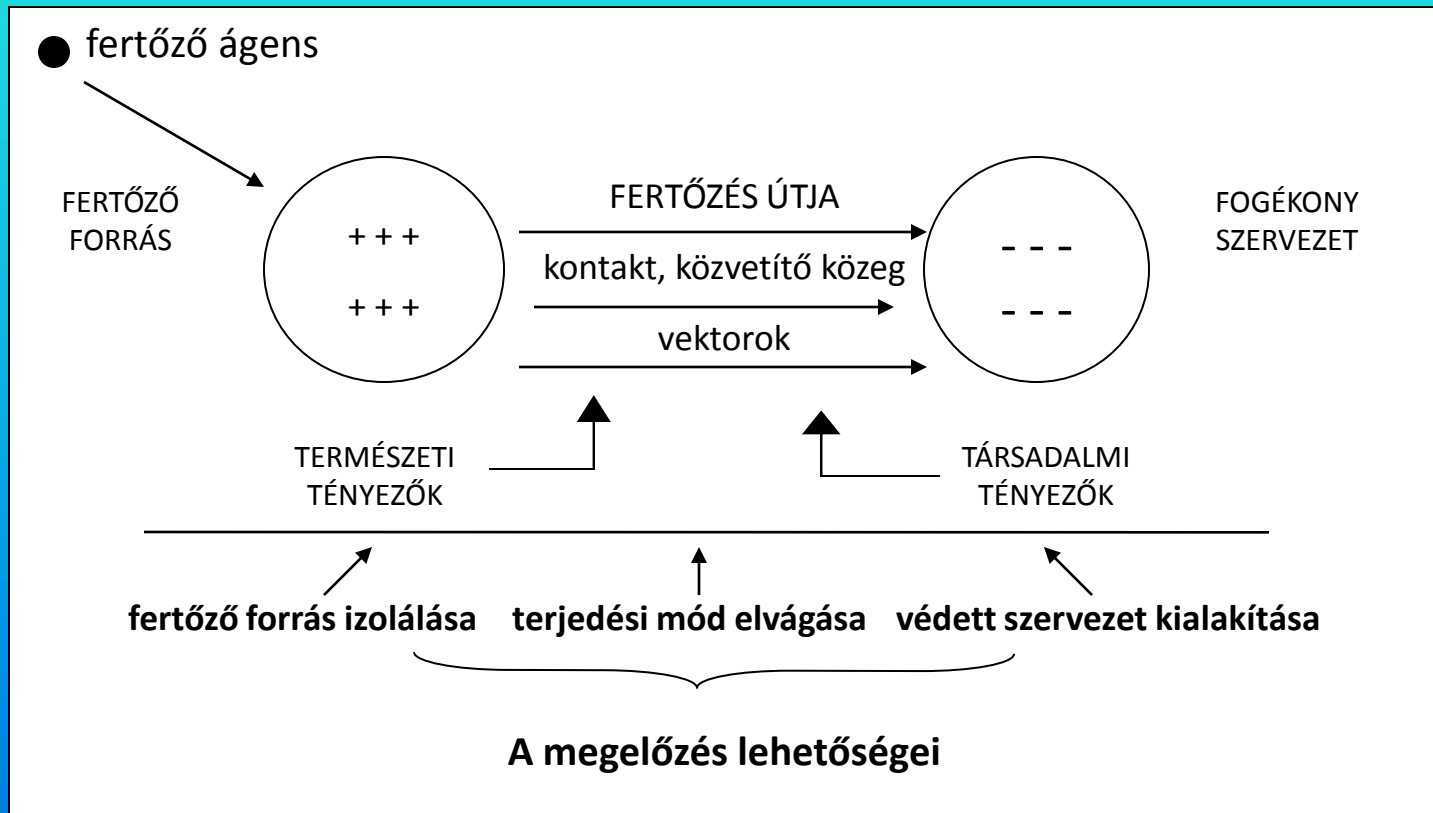 fertőző ágens
FERTŐZŐ
FORRÁS
+ + +
+ + +
FERTŐZÉS ÚTJA
kontakt, közvetítő közeg
vektorok
- - -
- - -
FOGÉKONY
SZERVEZET
TERMÉSZETI
TÉNYEZŐK
TÁRSADALMI
TÉNYEZŐK
fertőző forrás izolálása
terjedési mód elvágása
védett szervezet kialakítása
A megelőzés lehetőségei